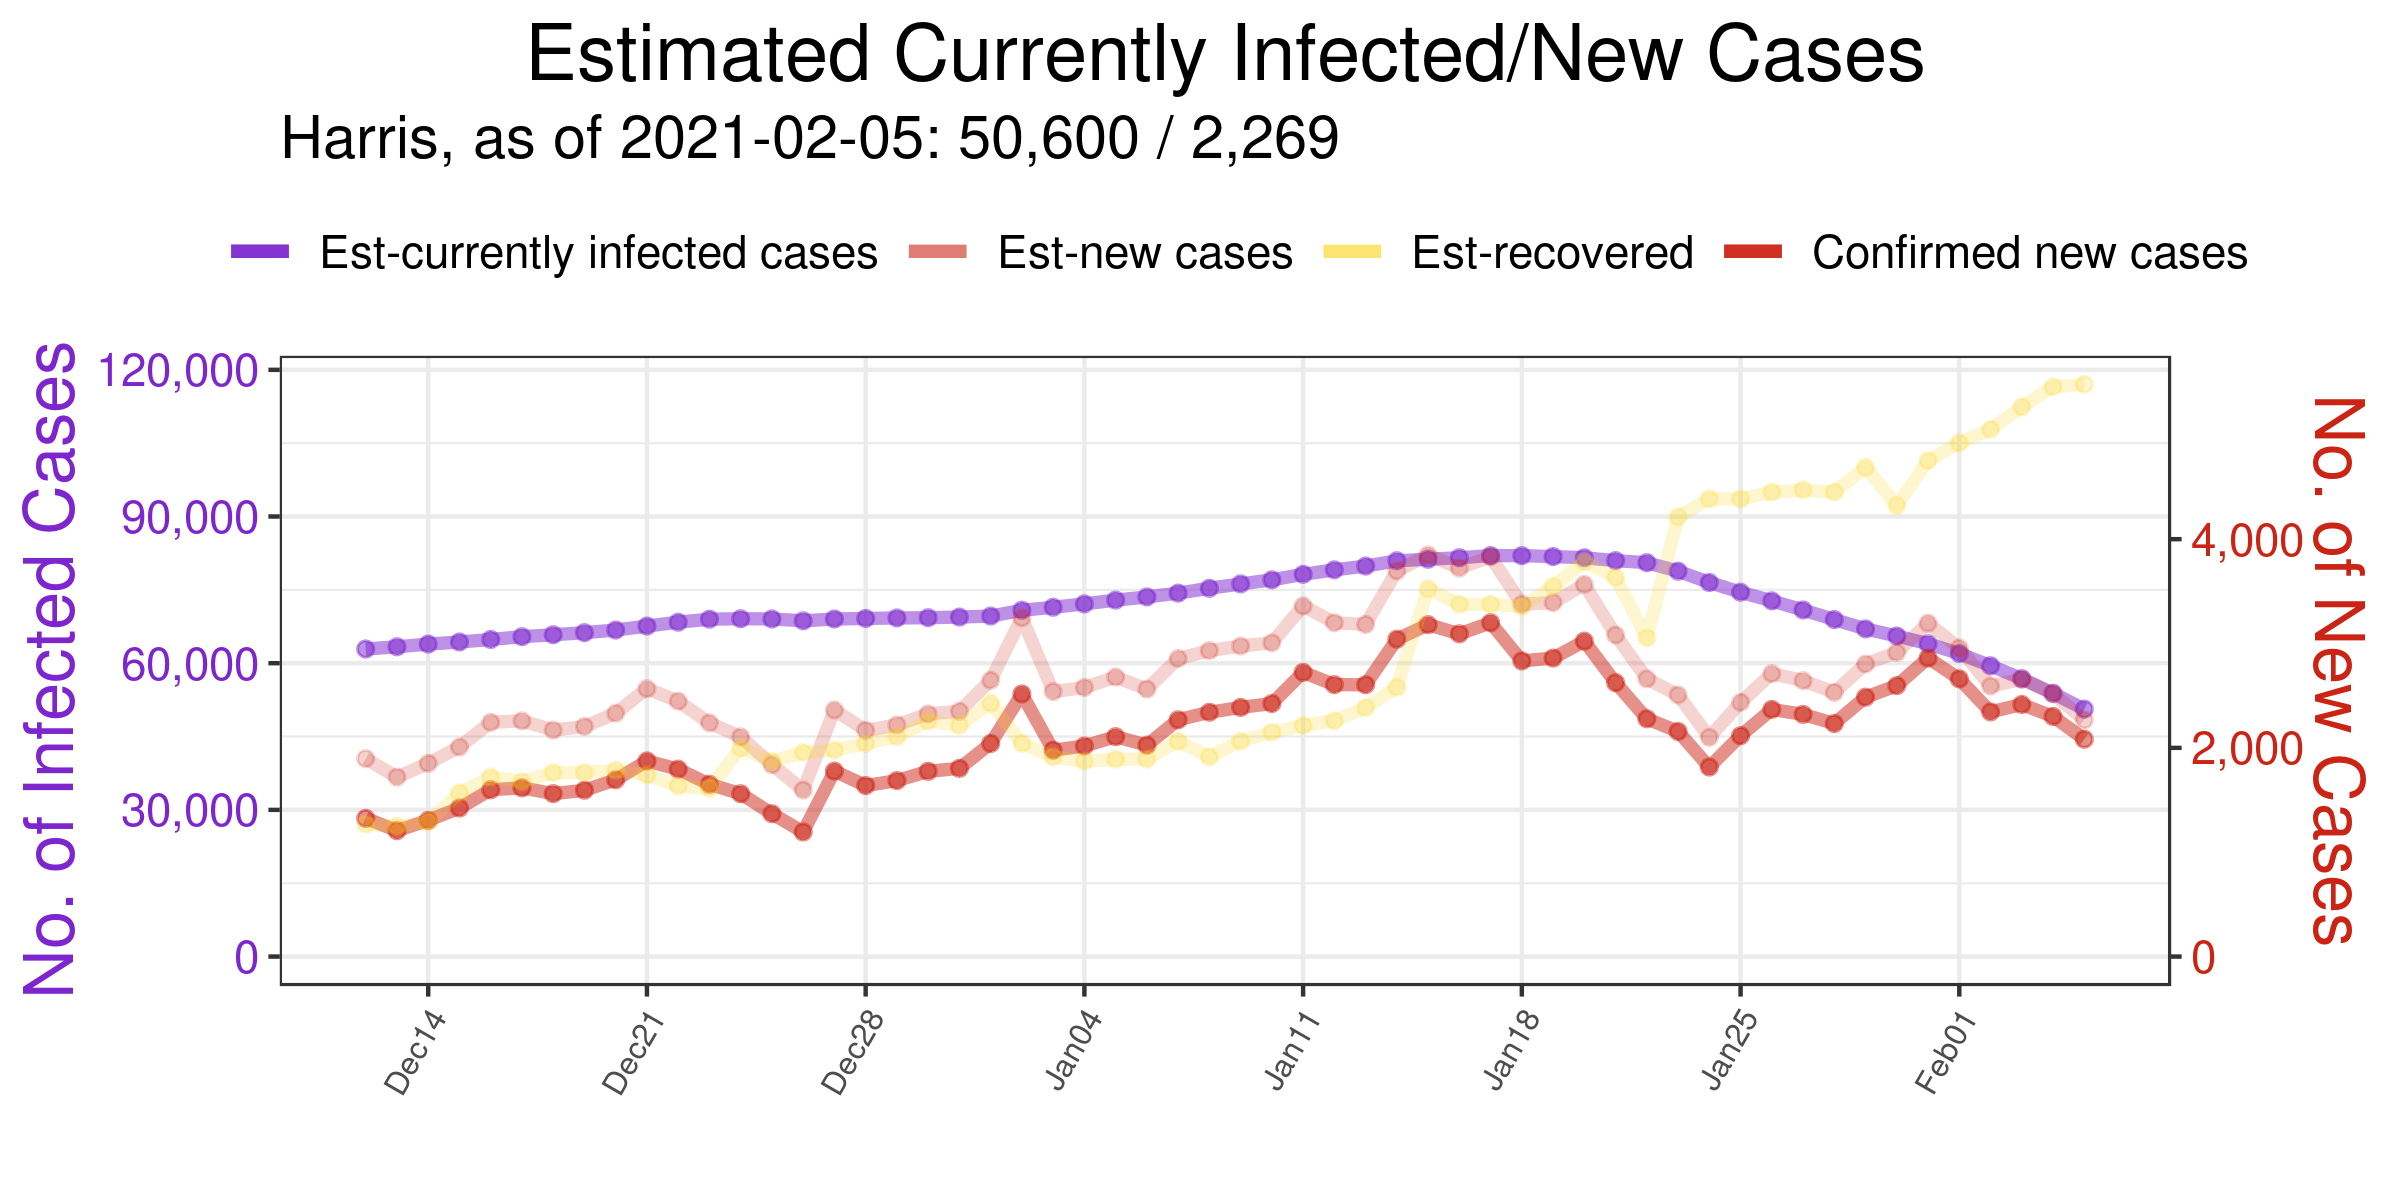 Estimated Currently Infected/New Cases
Harris, as of 2021-02-05: 50,600 / 2,269
Est-currently infected cases Est-new cases Est-recovered Confirmed new cases
No. of Infected Cases
120,000
90,000
60,000
30,000
0
4,000
2,000
0
No. of New Cases
Dec14 Dec21 Dec28 Jan04 Jan11 Jan18 Jan25 Feb01